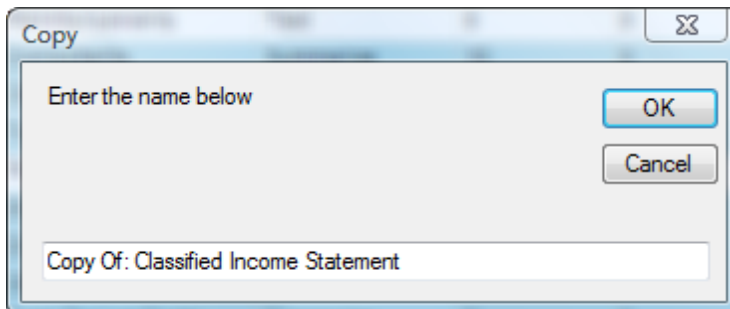 Copy
Enter the name below
OK
Cancel
Copy Of: Classified Income Statement